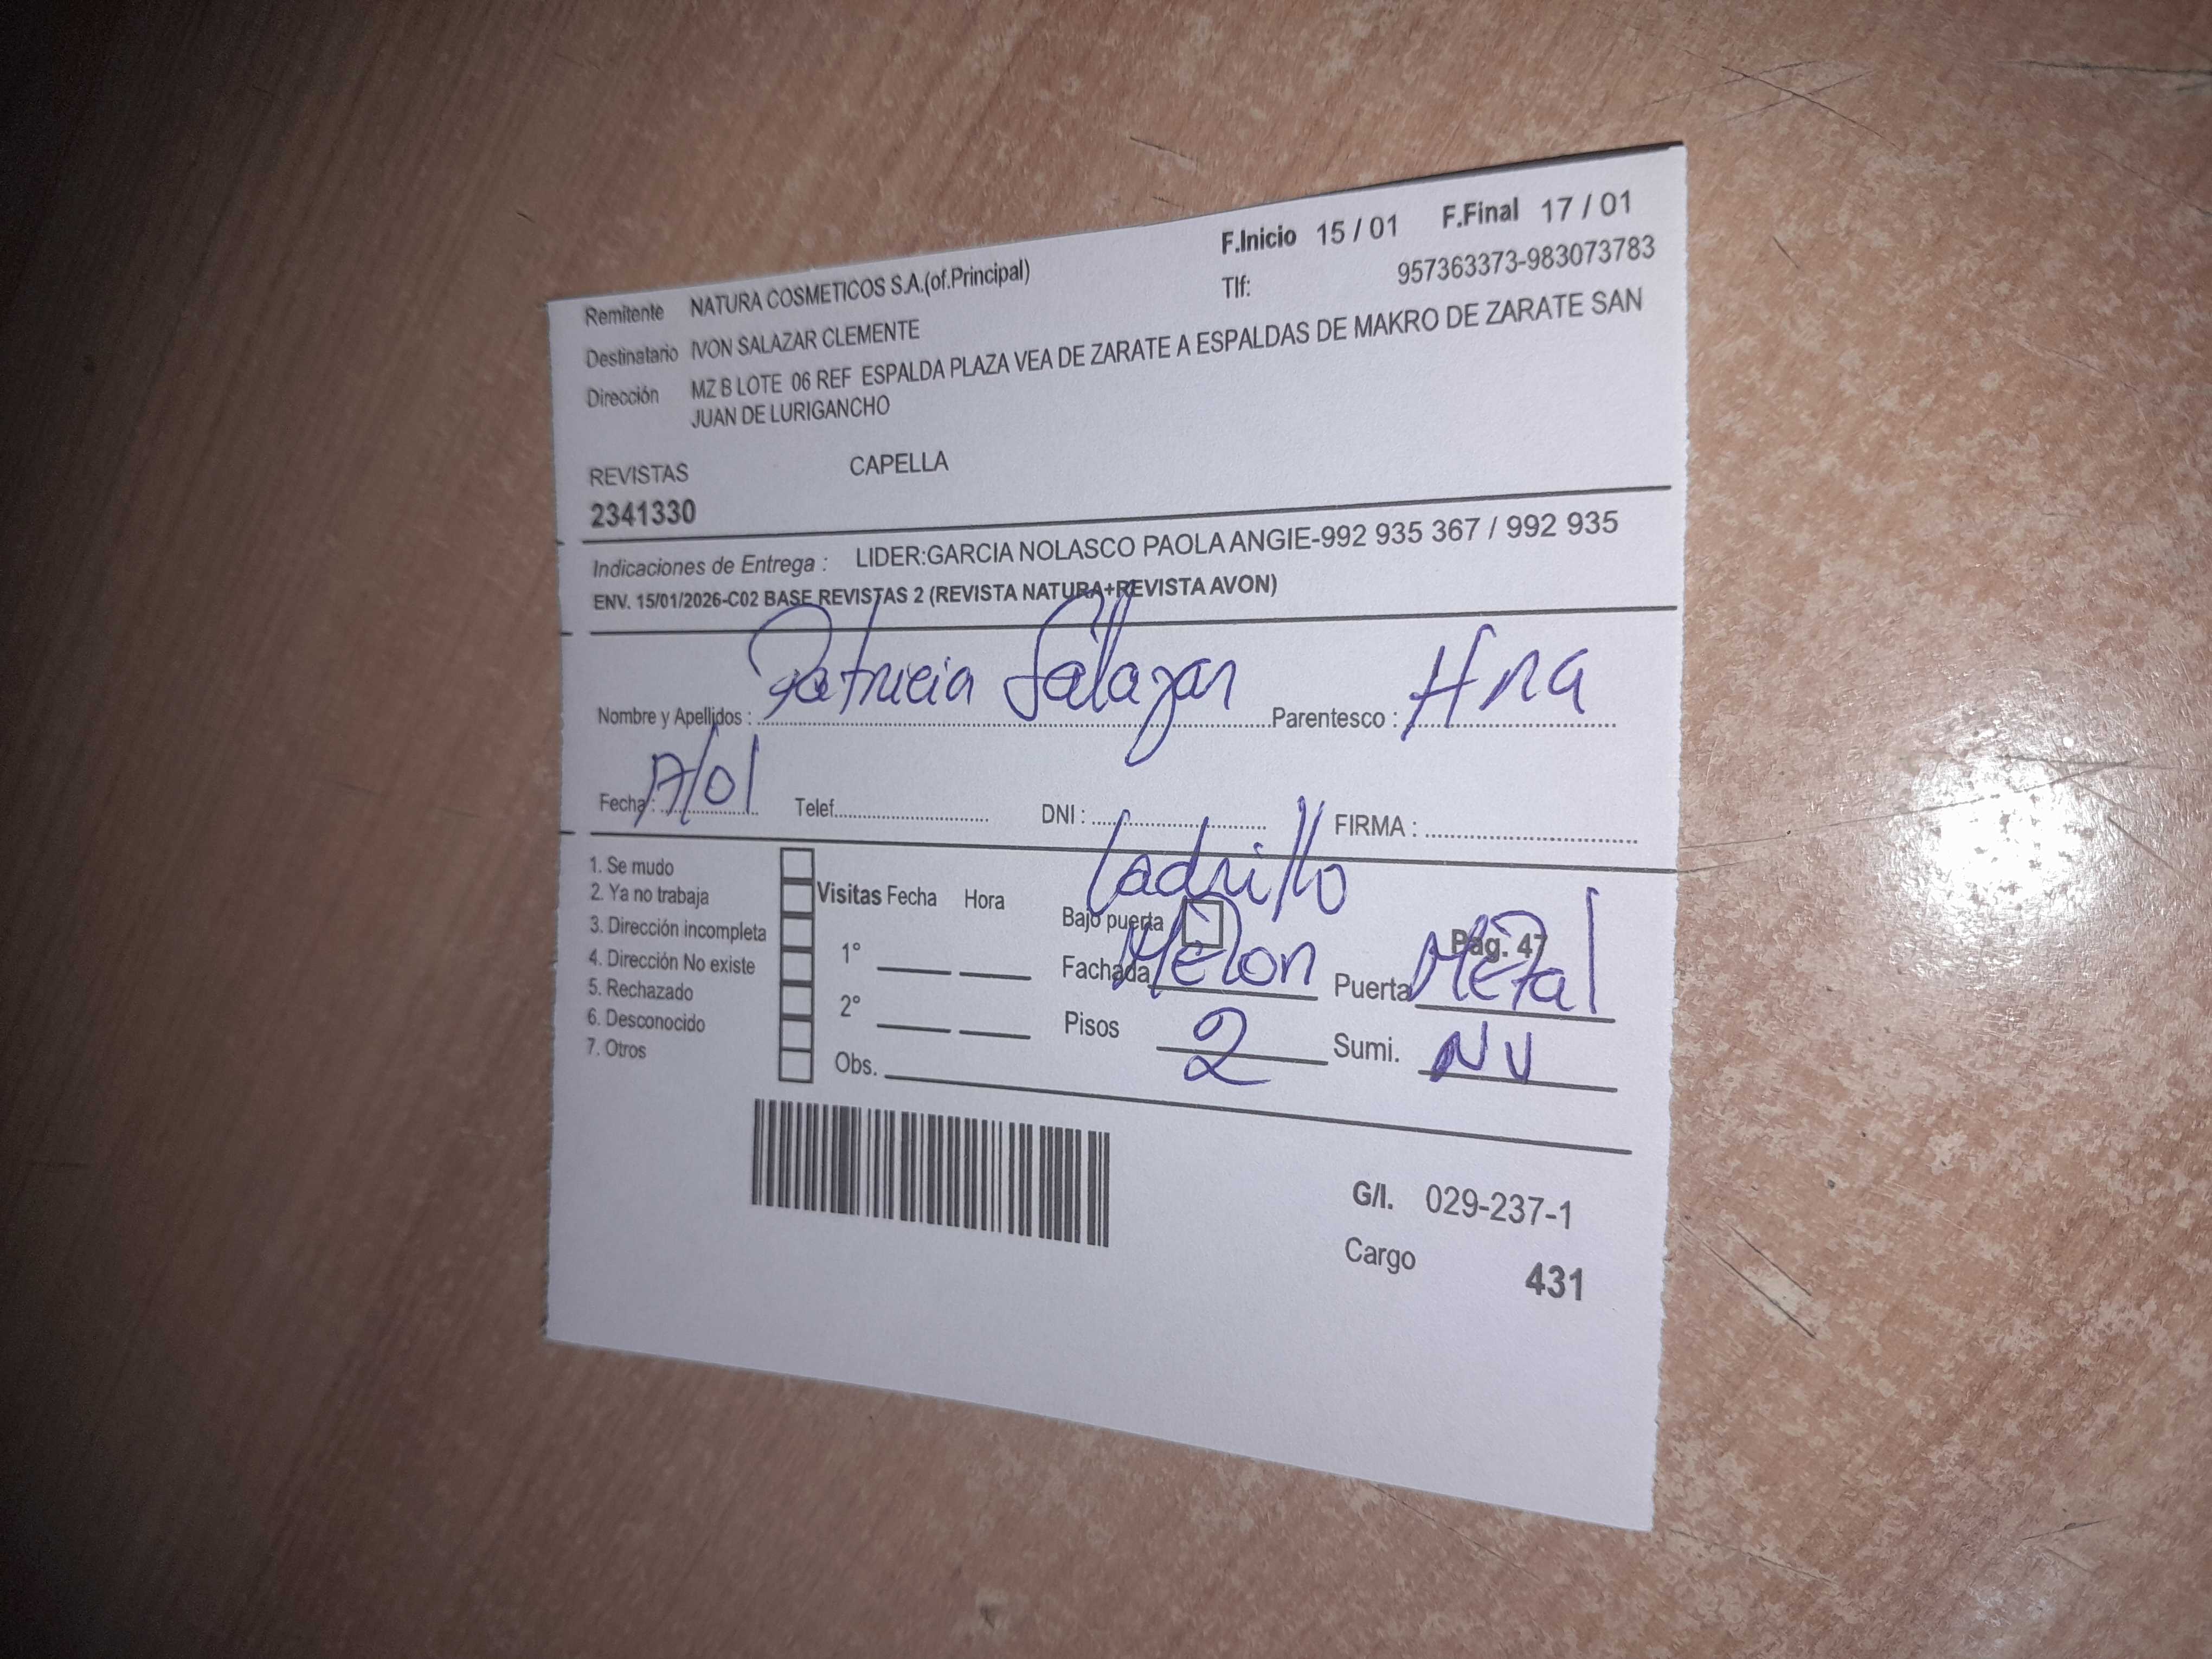 F.Inicio 15 / 01 F.Final 17 / 01
Remitente NATURA COSMETICOS S.A.(of.Principal) Tlf: 957363373-983073783
Destinatario IVON SALAZAR CLEMENTE
Dirección MZ B LOTE 06 REF ESPALDA PLAZA VEA DE ZARATE A ESPALDAS DE MAKRO DE ZARATE SAN
JUAN DE LURIGANCHO
REVISTAS CAPELLA
2341330
Indicaciones de Entrega : LIDER:GARCIA NOLASCO PAOLA ANGIE-992 935 367 / 992 935
ENV. 15/01/2026-C02 BASE REVISTAS 2 (REVISTA NATURA+REVISTA AVON)
Nombre y Apellidos : Patricia Salazar Parentesco : Hna
Fecha : /01 Telef. DNI : FIRMA :
Ladrillo
1. Se mudo
2. Ya no trabaja Visitas Fecha Hora Bajo puerta Pag. 47
3. Dirección incompleta 1° Fachada Melon Puerta Metal
4. Dirección No existe
5. Rechazado 2° Pisos 2 Sumi. NV
6. Desconocido
7. Otros Obs.
G/I. 029-237-1
Cargo 431